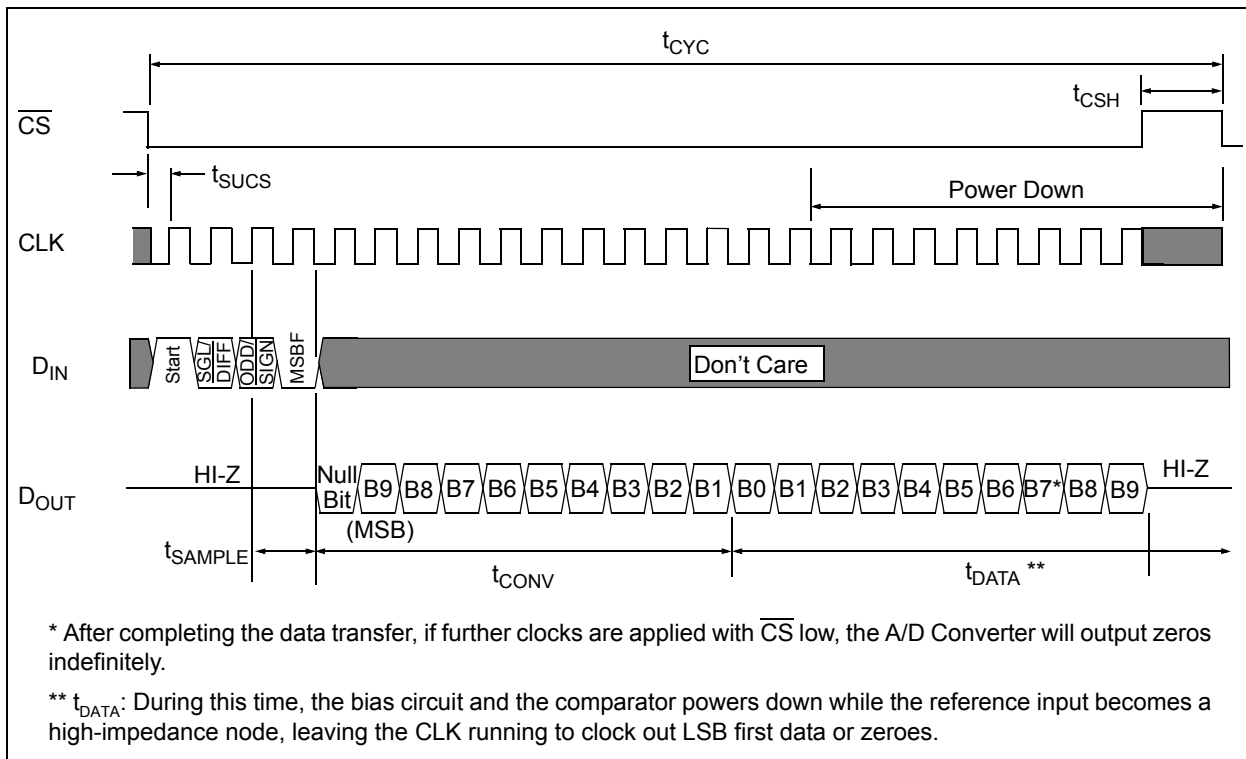 tCYC
tCSH
CS
tSUCS
Power Down
CLK
DIN
Start
SGL/
DIFF
ODD/
SIGN
MSBF
Don't Care
HI-Z
DOUT
Null
Bit
B9 B8 B7 B6 B5 B4 B3 B2 B1 B0 B1 B2 B3 B4 B5 B6 B7* B8 B9
HI-Z
(MSB)
tSAMPLE
tCONV
tDATA **
* After completing the data transfer, if further clocks are applied with CS low, the A/D Converter will output zeros
indefinitely.
** tDATA: During this time, the bias circuit and the comparator powers down while the reference input becomes a
high-impedance node, leaving the CLK running to clock out LSB first data or zeroes.